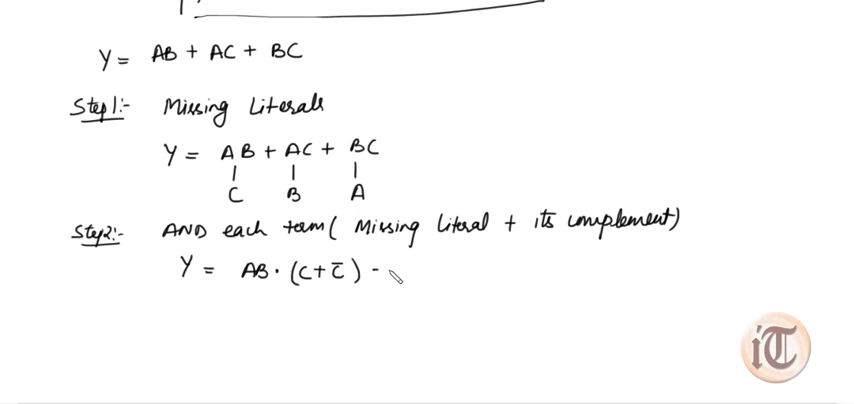 Y = AB + AC + BC
Step1:- Missing Literals
Y = AB + AC + BC
C B A
Step2:- AND each term ( Missing Literal + its complement)
Y = AB · (C + C̅ ) -
iT